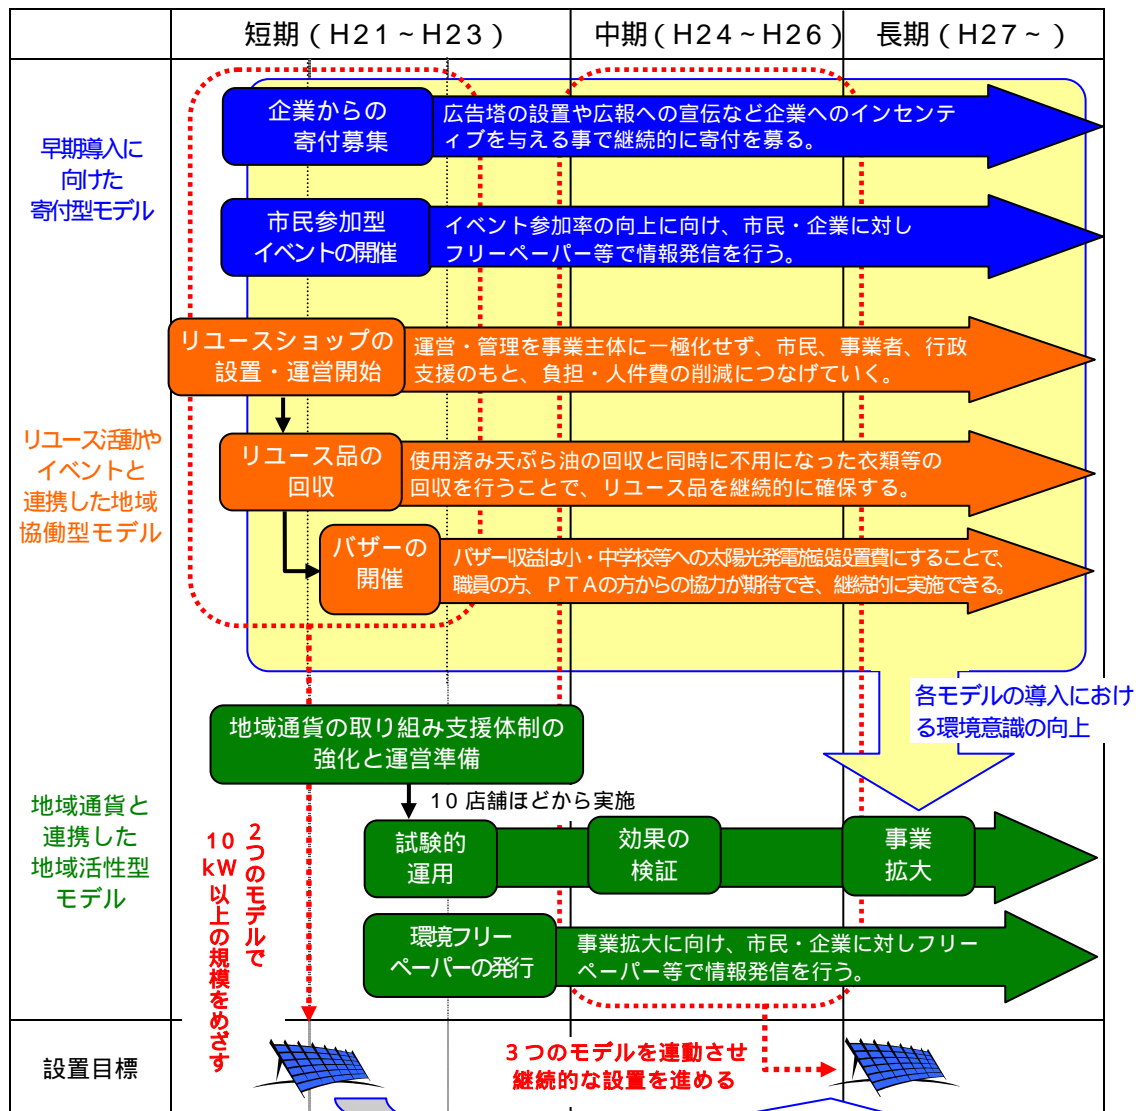 短期（H21～H23）
中期（H24～H26）
長期（H27～）
早期導入に
向けた
寄付型モデル
企業からの
寄付募集
広告塔の設置や広報への宣伝など企業へのインセンテ
ィブを与える事で継続的に寄付を募る。
市民参加型
イベントの開催
イベント参加率の向上に向け、市民・企業に対し
フリーペーパー等で情報発信を行う。
リユース活動や
イベントと
連携した地域
協働型モデル
リユースショップの
設置・運営開始
運営・管理を事業主体に一極化せず、市民、事業者、行政
支援のもと、負担・人件費の削減につなげていく。
リユース品の
回収
使用済み天ぷら油の回収と同時に不用になった衣類等の
回収を行うことで、リユース品を継続的に確保する。
バザーの
開催
バザー収益は小・中学校等への太陽光発電施設設置費にすることで、
職員の方、ＰＴＡの方からの協力が期待でき、継続的に実施できる。
各モデルの導入におけ
る環境意識の向上
地域通貨と
連携した
地域活性型
モデル
地域通貨の取り組み支援体制の
強化と運営準備
10 店舗ほどから実施
試験的
運用
効果の
検証
事業
拡大
環境フリー
ペーパーの発行
事業拡大に向け、市民・企業に対しフリー
ペーパー等で情報発信を行う。
2つのモデルで
10kW以上の規模をめざす
設置目標
3つのモデルを連動させ
継続的な設置を進める